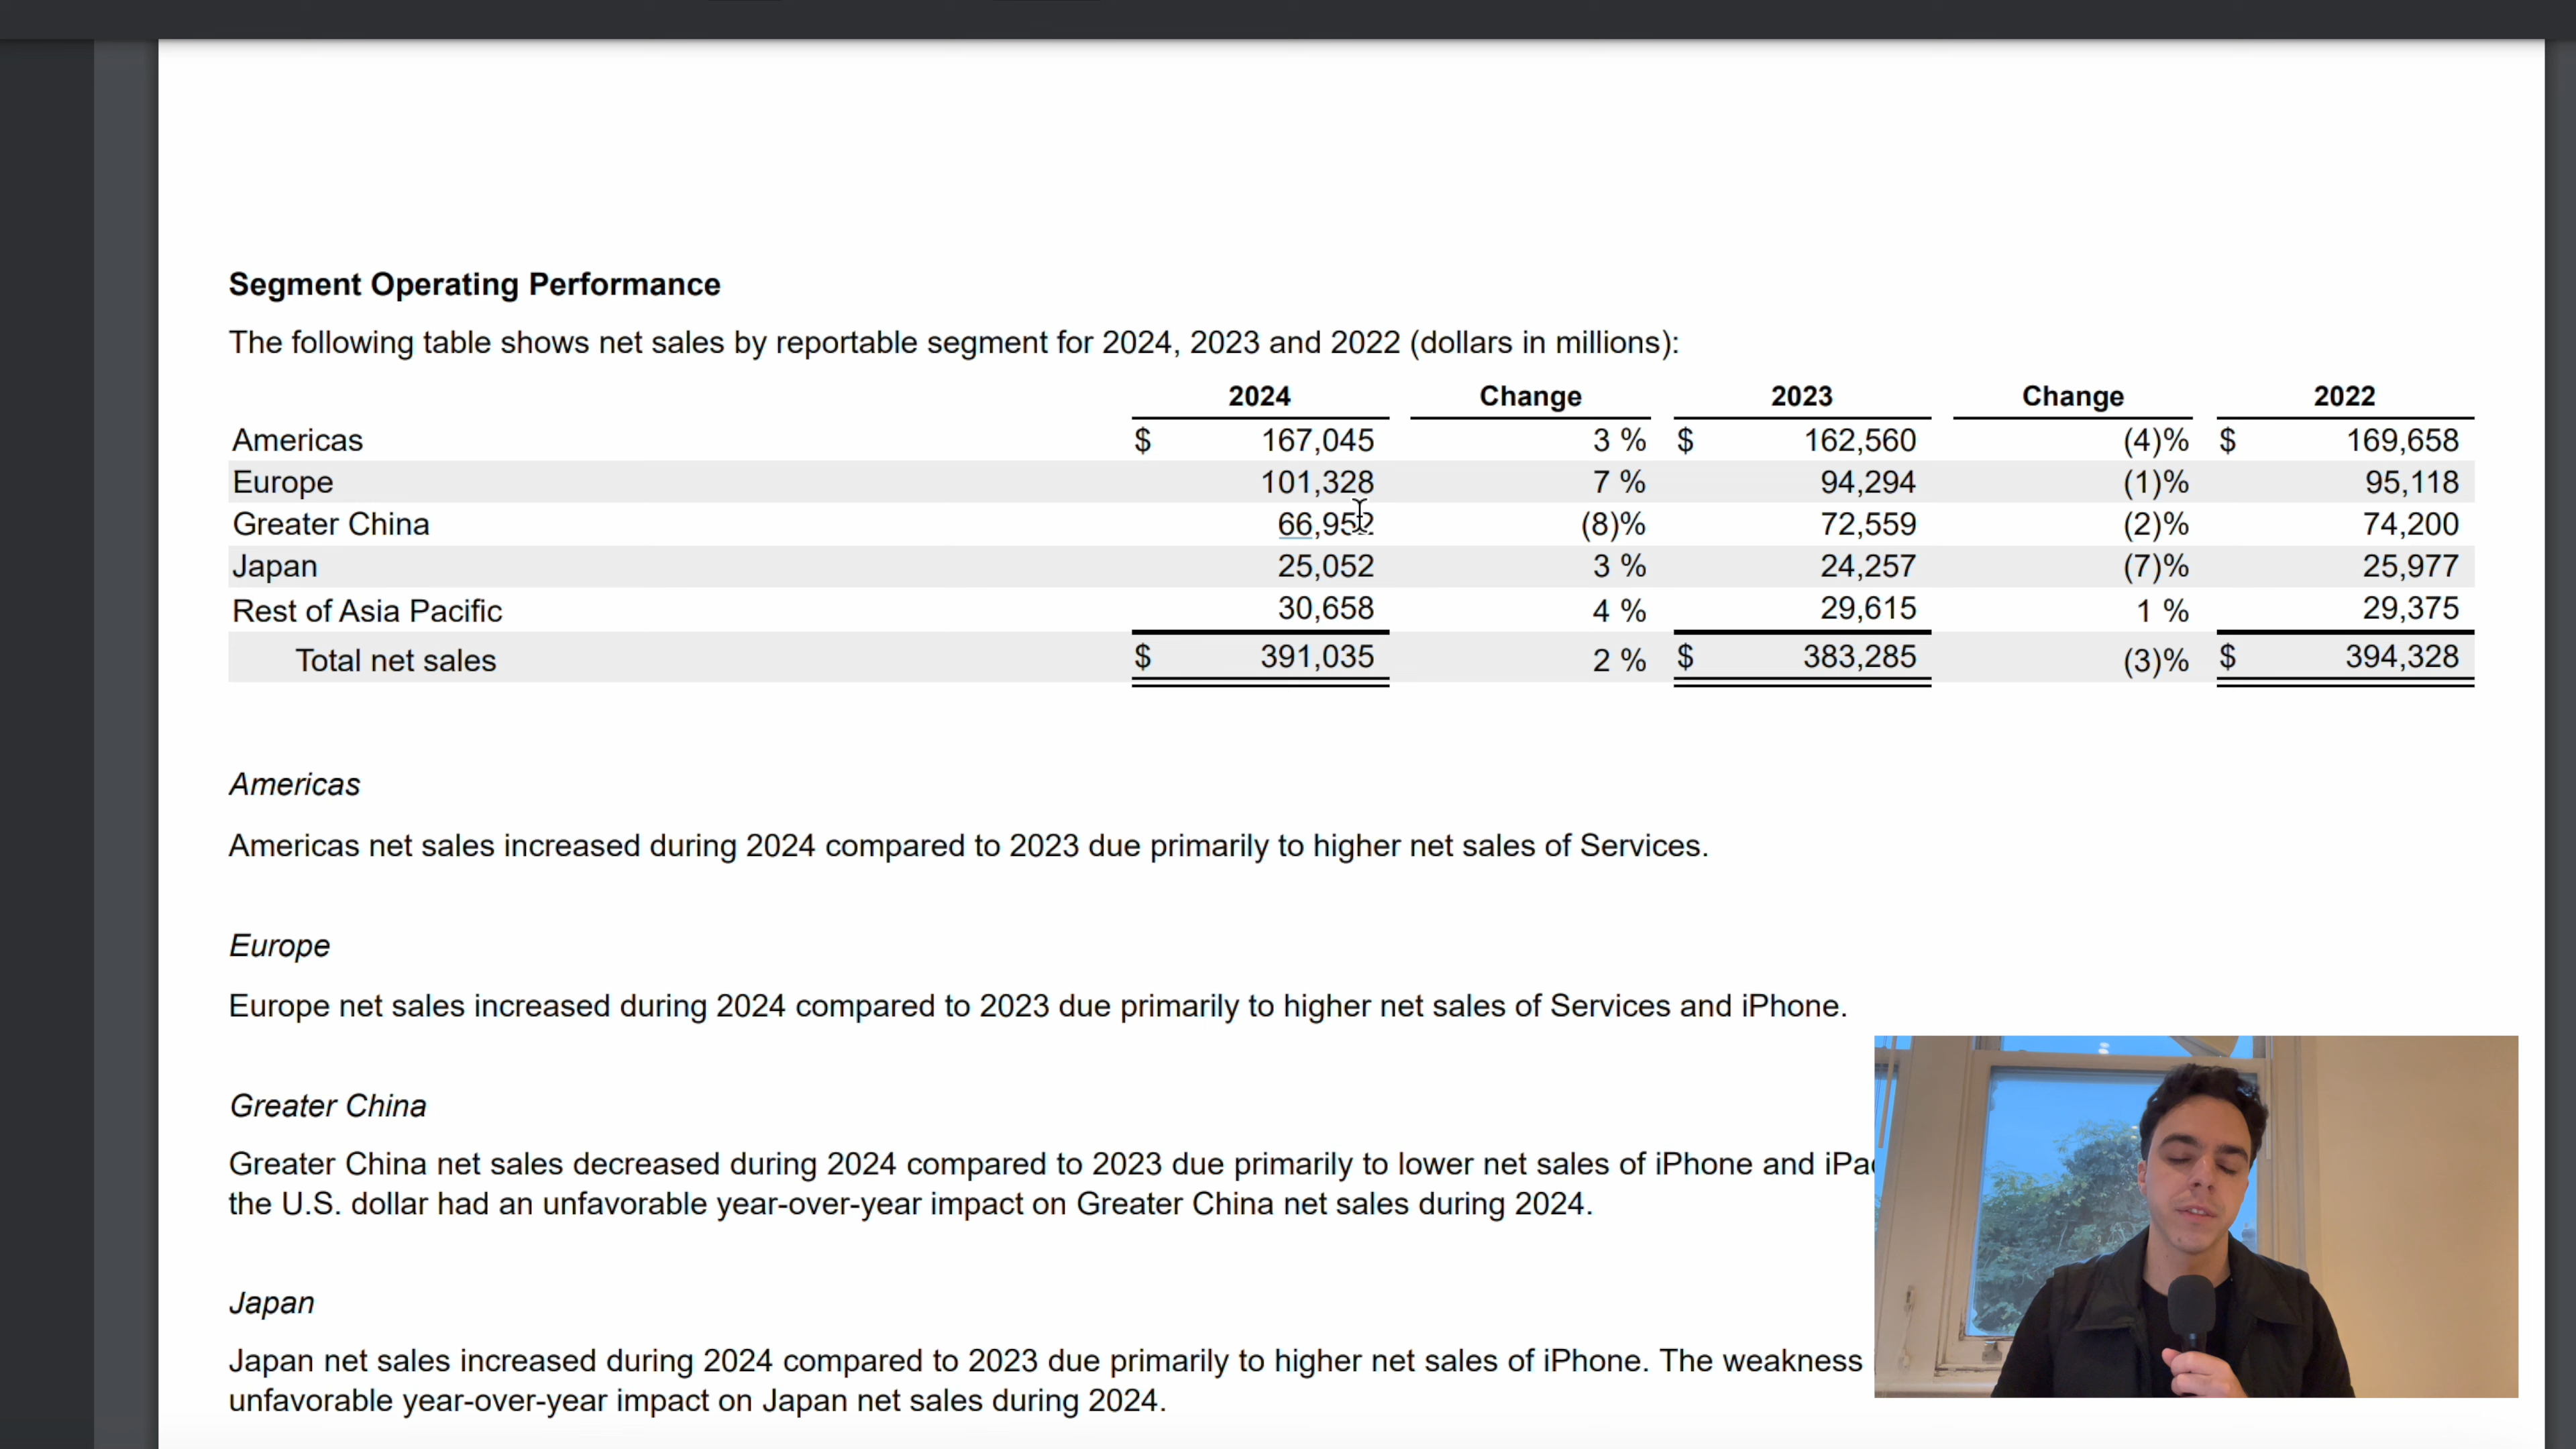 Segment Operating Performance
The following table shows net sales by reportable segment for 2024, 2023 and 2022 (dollars in millions):
2024 Change 2023 Change 2022
Americas $ 167,045 3 % $ 162,560 (4)% $ 169,658
Europe 101,328 7 % 94,294 (1)% 95,118
Greater China 66,952 (8)% 72,559 (2)% 74,200
Japan 25,052 3 % 24,257 (7)% 25,977
Rest of Asia Pacific 30,658 4 % 29,615 1 % 29,375
Total net sales $ 391,035 2 % $ 383,285 (3)% $ 394,328
Americas
Americas net sales increased during 2024 compared to 2023 due primarily to higher net sales of Services.
Europe
Europe net sales increased during 2024 compared to 2023 due primarily to higher net sales of Services and iPhone.
Greater China
Greater China net sales decreased during 2024 compared to 2023 due primarily to lower net sales of iPhone and
the U.S. dollar had an unfavorable year-over-year impact on Greater China net sales during 2024.
Japan
Japan net sales increased during 2024 compared to 2023 due primarily to higher net sales of iPhone. The weakness
unfavorable year-over-year impact on Japan net sales during 2024.